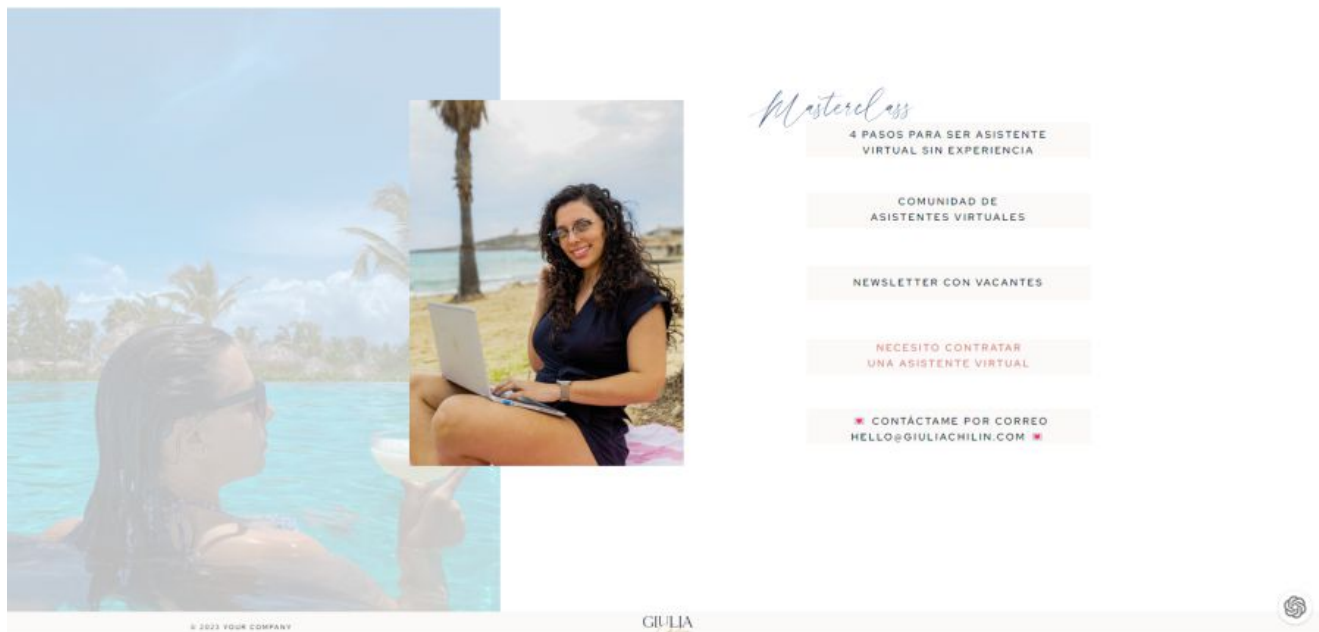 Masterclass
4 PASOS PARA SER ASISTENTE
VIRTUAL SIN EXPERIENCIA
COMUNIDAD DE
ASISTENTES VIRTUALES
NEWSLETTER CON VACANTES
NECESITO CONTRATAR
UNA ASISTENTE VIRTUAL
💌 CONTÁCTAME POR CORREO
HELLO@GIULIACHILIN.COM 💌
© 2023 YOUR COMPANY
GIULIA